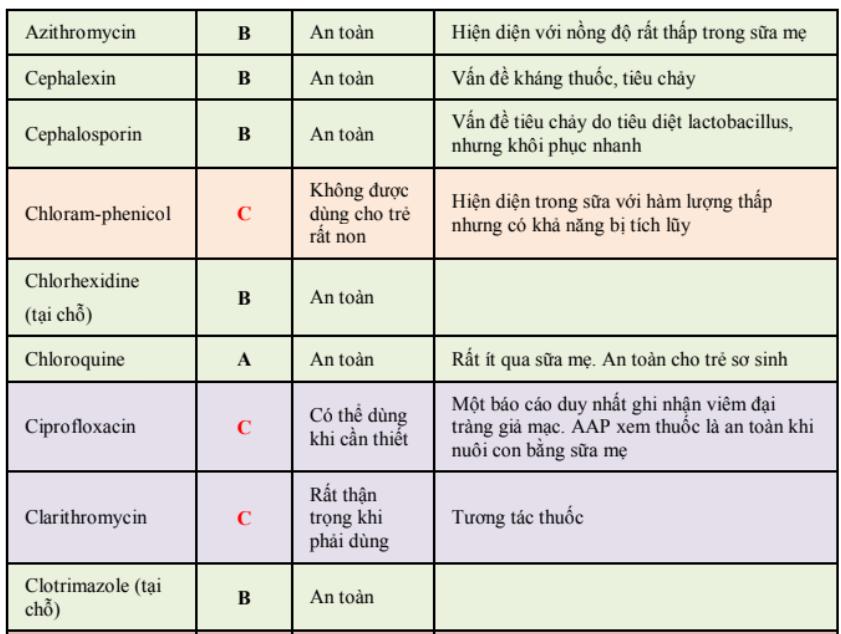 Azithromycin
B
An toàn
Hiện diện với nồng độ rất thấp trong sữa mẹ
Cephalexin
B
An toàn
Vấn đề kháng thuốc, tiêu chảy
Cephalosporin
B
An toàn
Vấn đề tiêu chảy do tiêu diệt lactobacillus,
nhưng khôi phục nhanh
Chloram-phenicol
C
Không được
dùng cho trẻ
rất non
Hiện diện trong sữa với hàm lượng thấp
nhưng có khả năng bị tích lũy
Chlorhexidine
(tại chỗ)
B
An toàn
Chloroquine
A
An toàn
Rất ít qua sữa mẹ. An toàn cho trẻ sơ sinh
Ciprofloxacin
C
Có thể dùng
khi cần thiết
Một báo cáo duy nhất ghi nhận viêm đại
tràng giả mạc. AAP xem thuốc là an toàn khi
nuôi con bằng sữa mẹ
Clarithromycin
C
Rất thận
trọng khi
phải dùng
Tương tác thuốc
Clotrimazole (tại
chỗ)
B
An toàn